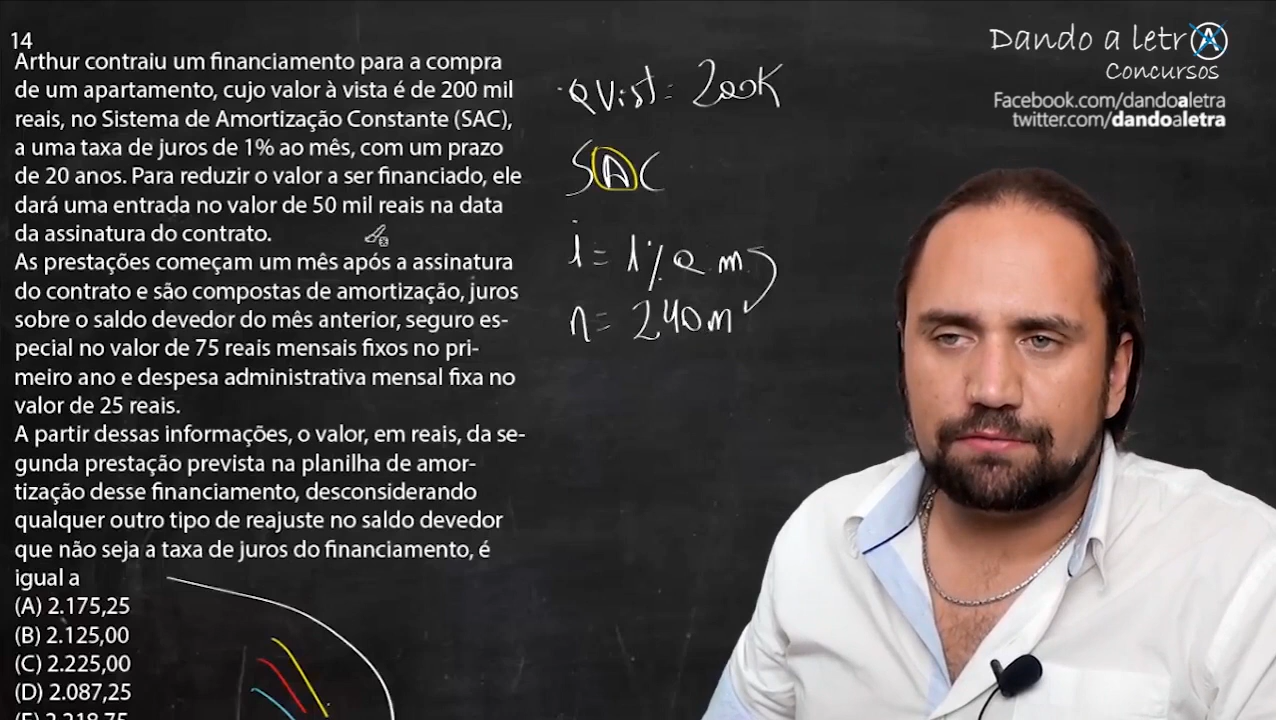 14
Arthur contraiu um financiamento para a compra
de um apartamento, cujo valor à vista é de 200 mil
reais, no Sistema de Amortização Constante (SAC),
a uma taxa de juros de 1% ao mês, com um prazo
de 20 anos. Para reduzir o valor a ser financiado, ele
dará uma entrada no valor de 50 mil reais na data
da assinatura do contrato.
As prestações começam um mês após a assinatura
do contrato e são compostas de amortização, juros
sobre o saldo devedor do mês anterior, seguro es-
pecial no valor de 75 reais mensais fixos no pri-
meiro ano e despesa administrativa mensal fixa no
valor de 25 reais.
A partir dessas informações, o valor, em reais, da se-
gunda prestação prevista na planilha de amor-
tização desse financiamento, desconsiderando
qualquer outro tipo de reajuste no saldo devedor
que não seja a taxa de juros do financiamento, é
igual a
(A) 2.175,25
(B) 2.125,00
(C) 2.225,00
(D) 2.087,25
(E) 2.218,75
a vist = 200K
SAC
i = 1% a m
n = 240 m
Dando a letrA
Concursos
Facebook.com/dandoaletra
twitter.com/dandoaletra